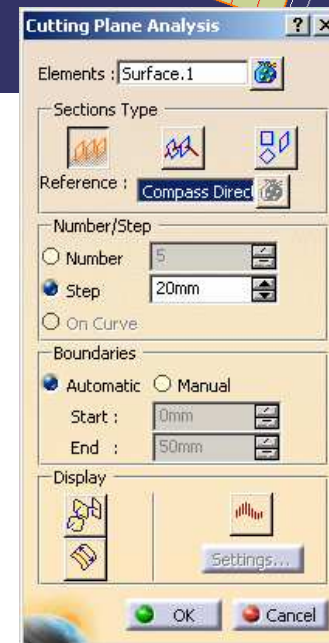 Cutting Plane Analysis
Elements : Surface.1
Sections Type
Reference : Compass Direct
Number/Step
Number 5
Step 20mm
On Curve
Boundaries
Automatic Manual
Start : 0mm
End : 50mm
Display
Settings...
OK Cancel